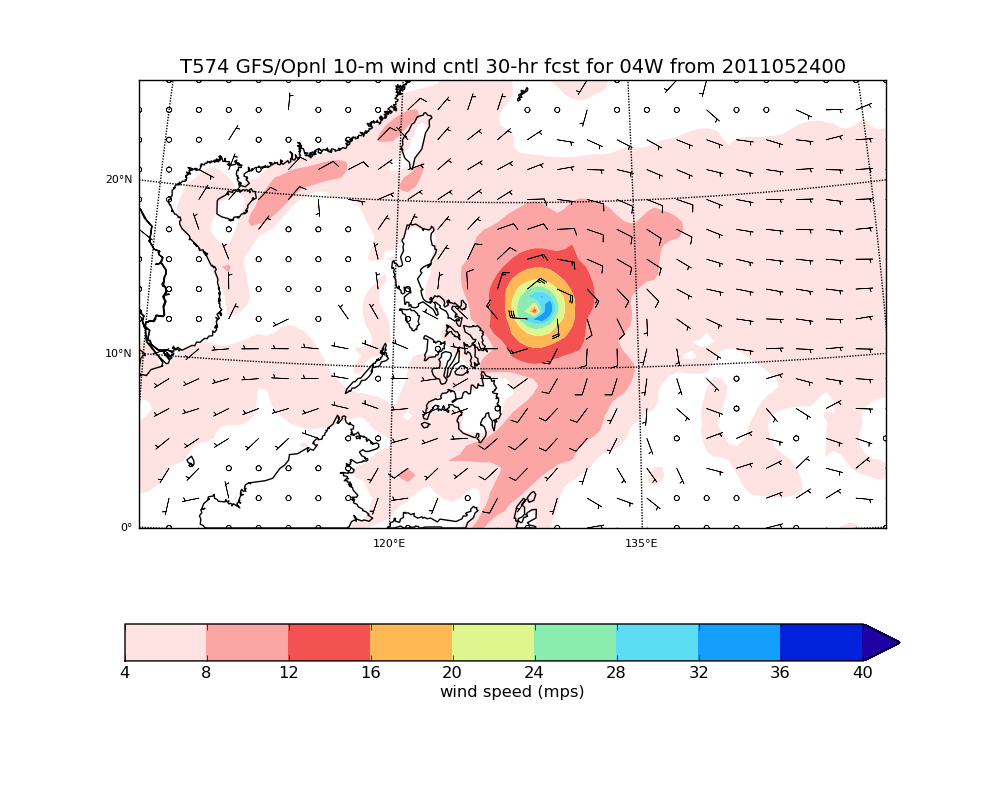 T574 GFS/Opnl 10-m wind cntl 30-hr fcst for 04W from 2011052400
20°N
10°N
0°
120°E 135°E
4 8 12 16 20 24 28 32 36 40
wind speed (mps)